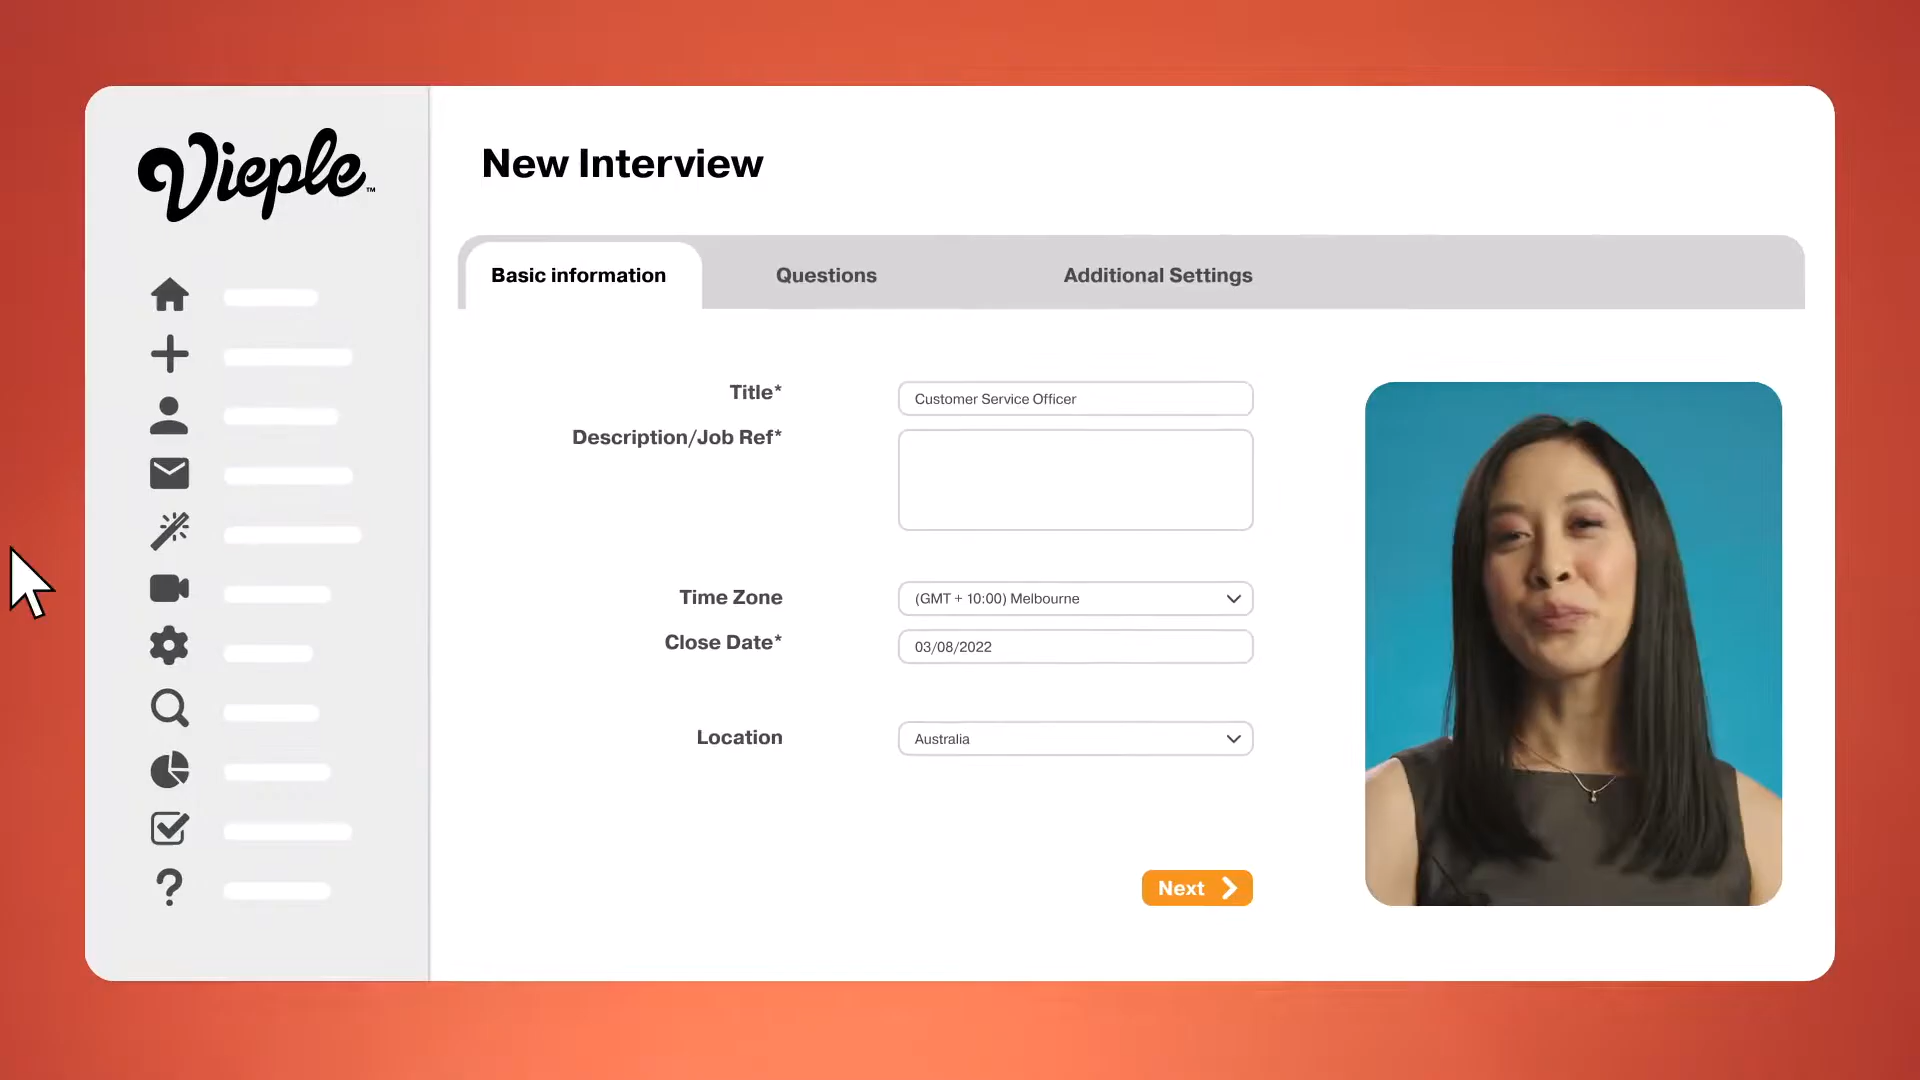 Vieple™
New Interview
Basic information
Questions
Additional Settings
Title*
Customer Service Officer
Description/Job Ref*
Time Zone
(GMT + 10:00) Melbourne
Close Date*
03/08/2022
Location
Australia
Next